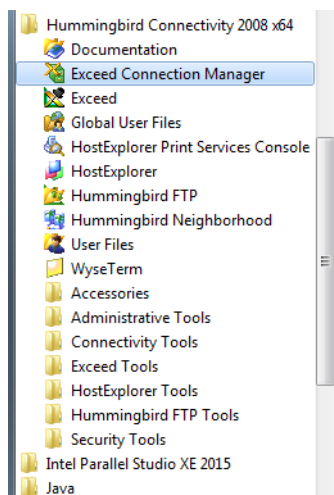 Hummingbird Connectivity 2008 x64
Documentation
Exceed Connection Manager
Exceed
Global User Files
HostExplorer Print Services Console
HostExplorer
Hummingbird FTP
Hummingbird Neighborhood
User Files
WyseTerm
Accessories
Administrative Tools
Connectivity Tools
Exceed Tools
HostExplorer Tools
Hummingbird FTP Tools
Security Tools
Intel Parallel Studio XE 2015
Java